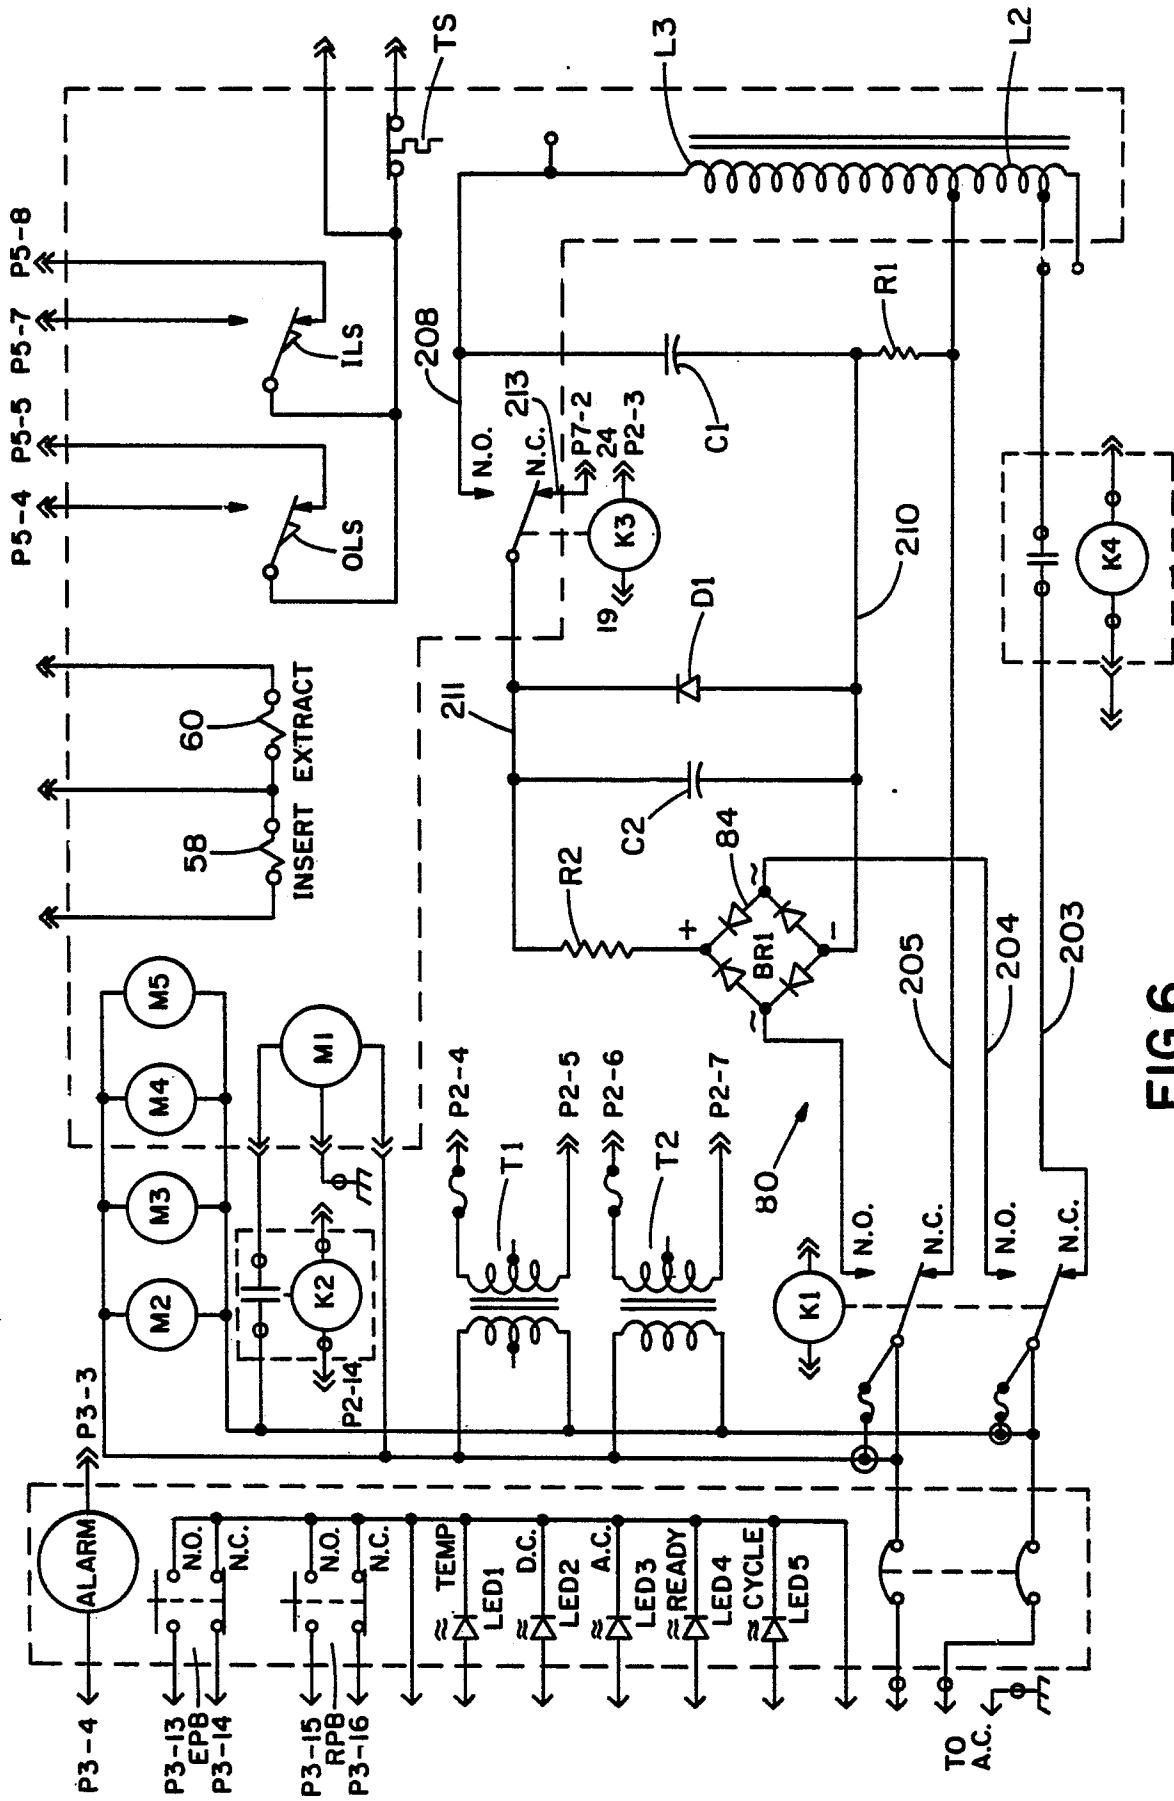 P3-4
P3-13
EPB
P3-14
P3-15
RPB
P3-16
TO
A.C.
ALARM
P3-3
N.O.
N.C.
N.O.
N.C.
TEMP
LED1
D.C.
LED2
A.C.
LED3
READY
LED4
CYCLE
LED5
M2
M3
M4
M5
K2
P2-14
M1
T1
P2-4
P2-5
T2
P2-6
P2-7
80
K1
N.O.
N.C.
N.O.
N.C.
58
60
INSERT EXTRACT
P5-4
P5-5
P5-7
P5-8
OLS
ILS
TS
211
R2
+
BR1
-
~
~
84
C2
D1
19
K3
P7-2
24
P2-3
N.O.
N.C.
213
208
C1
R1
L3
L2
210
205
204
203
K4
FIG 6